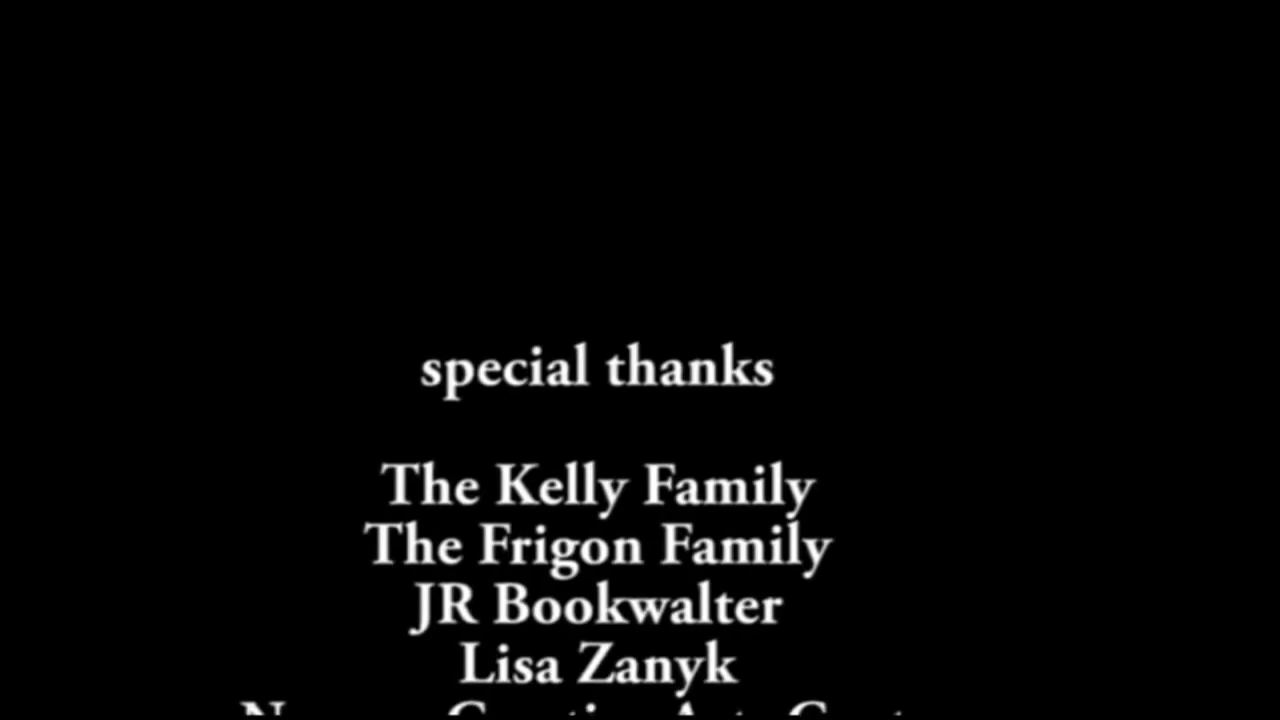 special thanks
The Kelly Family
The Frigon Family
JR Bookwalter
Lisa Zanyk